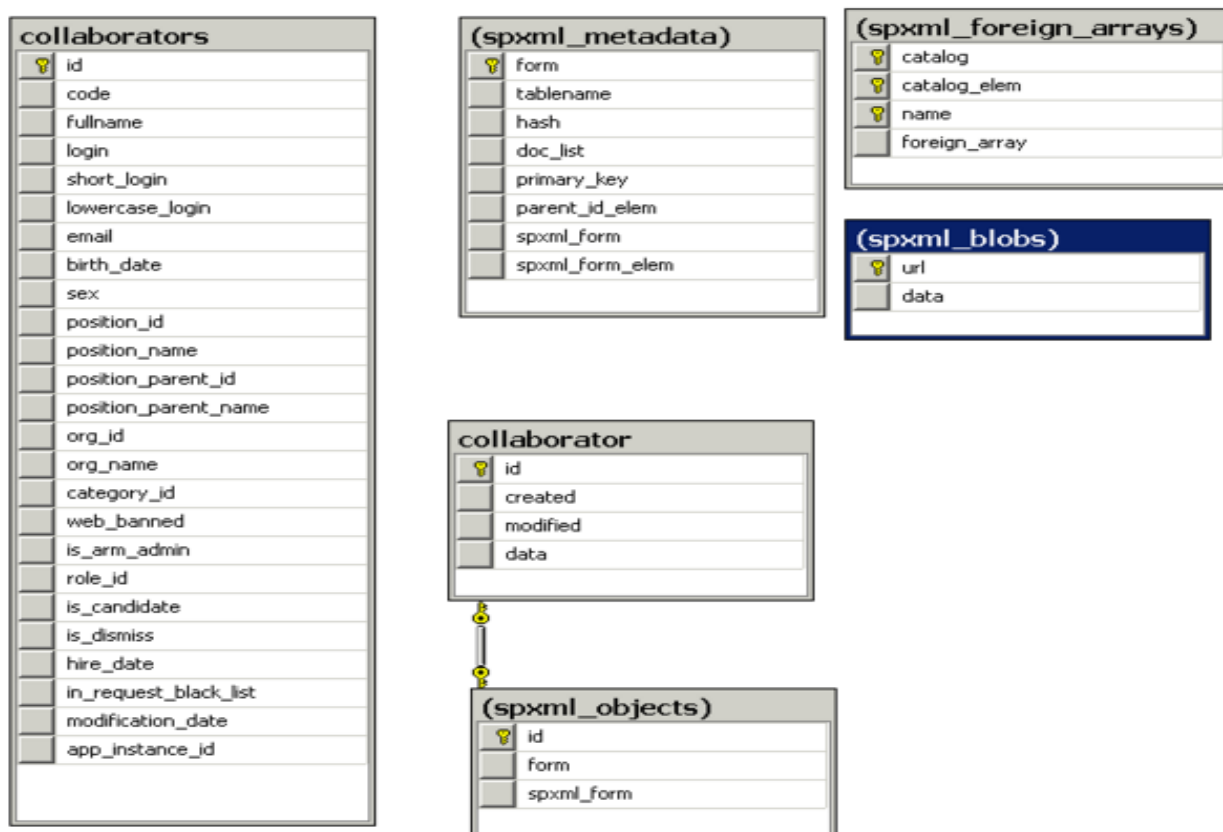 collaborators
id
code
fullname
login
short_login
lowercase_login
email
birth_date
sex
position_id
position_name
position_parent_id
position_parent_name
org_id
org_name
category_id
web_banned
is_arm_admin
role_id
is_candidate
is_dismiss
hire_date
in_request_black_list
modification_date
app_instance_id
(spxml_metadata)
form
tablename
hash
doc_list
primary_key
parent_id_elem
spxml_form
spxml_form_elem
(spxml_foreign_arrays)
catalog
catalog_elem
name
foreign_array
(spxml_blobs)
url
data
collaborator
id
created
modified
data
(spxml_objects)
id
form
spxml_form